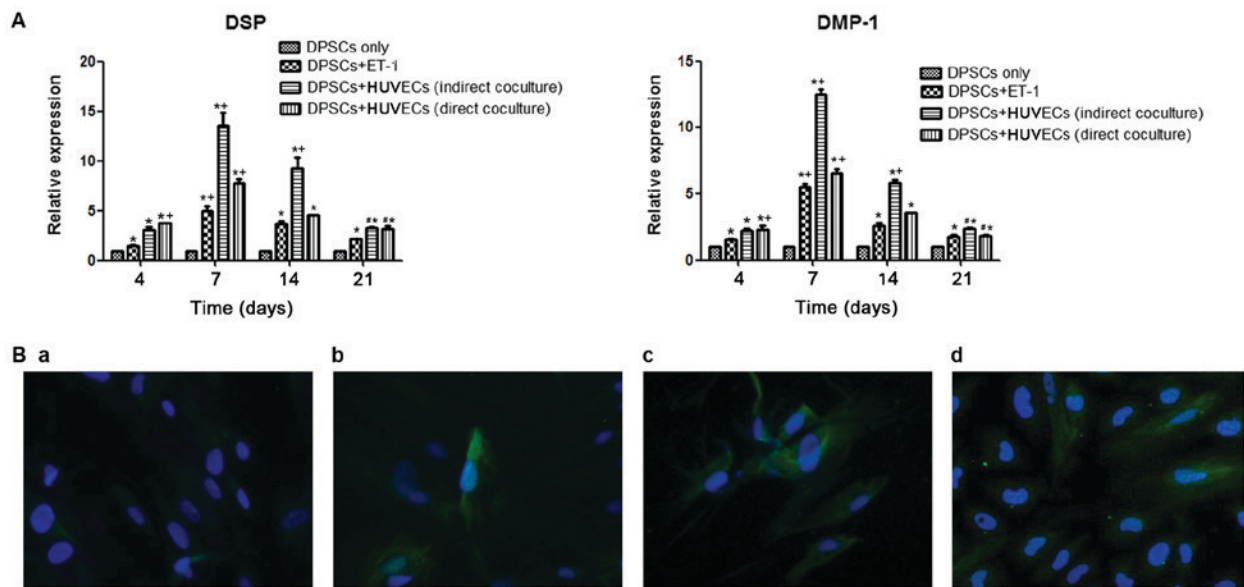 A
DSP
DPSCs only
DPSCs+ET-1
DPSCs+HUVECs (indirect coculture)
DPSCs+HUVECs (direct coculture)
Relative expression
20
15
10
5
0
* * *+
*+ *+ *+
* *+ *
* #* #*
4 7 14 21
Time (days)
DMP-1
DPSCs only
DPSCs+ET-1
DPSCs+HUVECs (indirect coculture)
DPSCs+HUVECs (direct coculture)
Relative expression
15
10
5
0
* * *+
*+ *+ *+
* *+ *
* #* #*
4 7 14 21
Time (days)
B a b c d